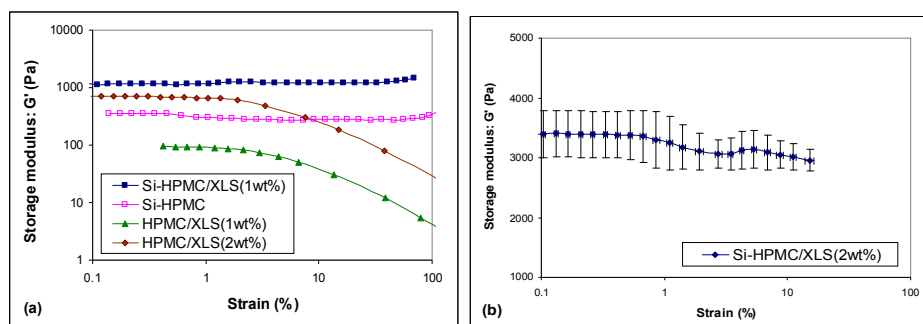 10000
1000
100
10
1
Storage modulus: G' (Pa)
Si-HPMC/XLS(1wt%)
Si-HPMC
HPMC/XLS(1wt%)
HPMC/XLS(2wt%)
0.1 1 10 100
Strain (%)
(a)
5000
4000
3000
2000
1000
Storage modulus: G' (Pa)
Si-HPMC/XLS(2wt%)
0.1 1 10 100
Strain (%)
(b)